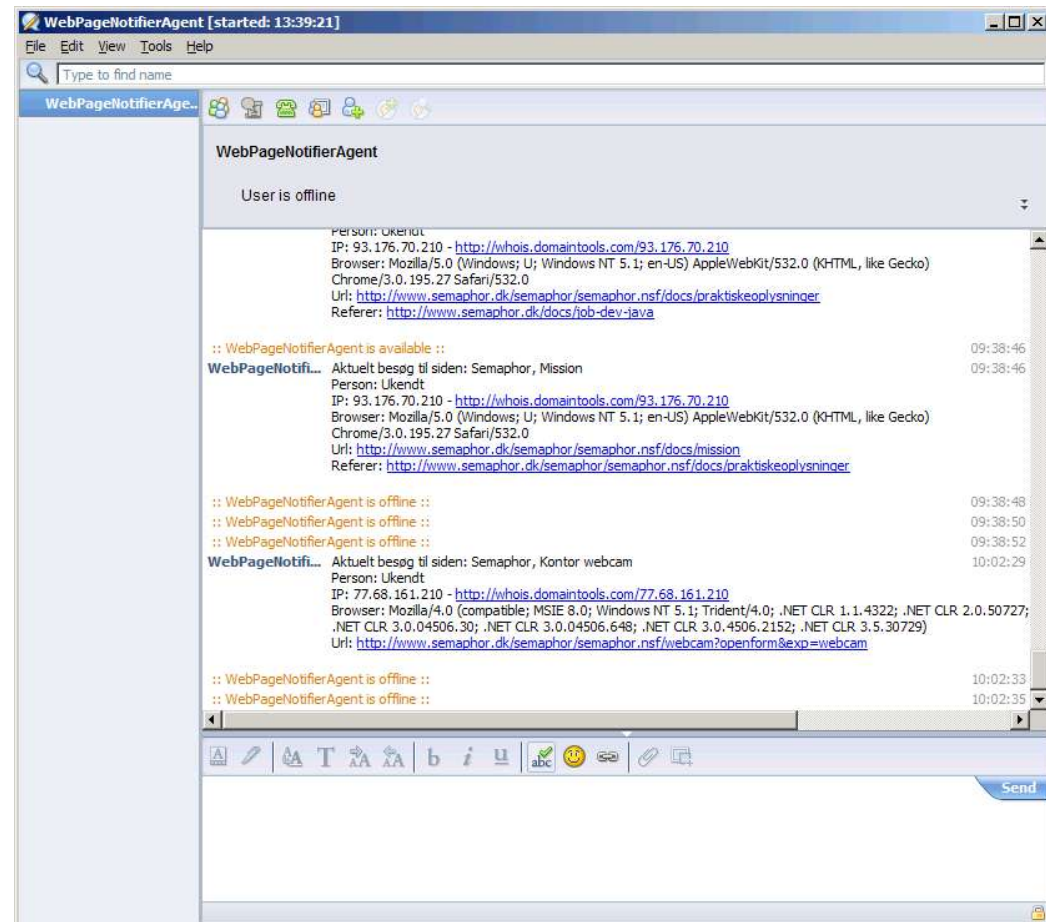 WebPageNotifierAgent [started: 13:39:21]
File Edit View Tools Help
Type to find name
WebPageNotifierAge..
WebPageNotifierAgent
User is offline
Person: Ukendt
IP: 93.176.70.210 - http://whois.domaintools.com/93.176.70.210
Browser: Mozilla/5.0 (Windows; U; Windows NT 5.1; en-US) AppleWebKit/532.0 (KHTML, like Gecko)
Chrome/3.0.195.27 Safari/532.0
Url: http://www.semaphor.dk/semaphor/semaphor.nsf/docs/praktiskeoplysninger
Referer: http://www.semaphor.dk/docs/job-dev-java
:: WebPageNotifierAgent is available :: 09:38:46
WebPageNotifi... Aktuelt besøg til siden: Semaphor, Mission 09:38:46
Person: Ukendt
IP: 93.176.70.210 - http://whois.domaintools.com/93.176.70.210
Browser: Mozilla/5.0 (Windows; U; Windows NT 5.1; en-US) AppleWebKit/532.0 (KHTML, like Gecko)
Chrome/3.0.195.27 Safari/532.0
Url: http://www.semaphor.dk/semaphor/semaphor.nsf/docs/mission
Referer: http://www.semaphor.dk/semaphor/semaphor.nsf/docs/praktiskeoplysninger
:: WebPageNotifierAgent is offline :: 09:38:48
:: WebPageNotifierAgent is offline :: 09:38:50
:: WebPageNotifierAgent is offline :: 09:38:52
WebPageNotifi... Aktuelt besøg til siden: Semaphor, Kontor webcam 10:02:29
Person: Ukendt
IP: 77.68.161.210 - http://whois.domaintools.com/77.68.161.210
Browser: Mozilla/4.0 (compatible; MSIE 8.0; Windows NT 5.1; Trident/4.0; .NET CLR 1.1.4322; .NET CLR 2.0.50727;
.NET CLR 3.0.04506.30; .NET CLR 3.0.04506.648; .NET CLR 3.0.4506.2152; .NET CLR 3.5.30729)
Url: http://www.semaphor.dk/semaphor/semaphor.nsf/webcam?openform&exp=webcam
:: WebPageNotifierAgent is offline :: 10:02:33
:: WebPageNotifierAgent is offline :: 10:02:35
A AA T AA AA b i u abc
Send